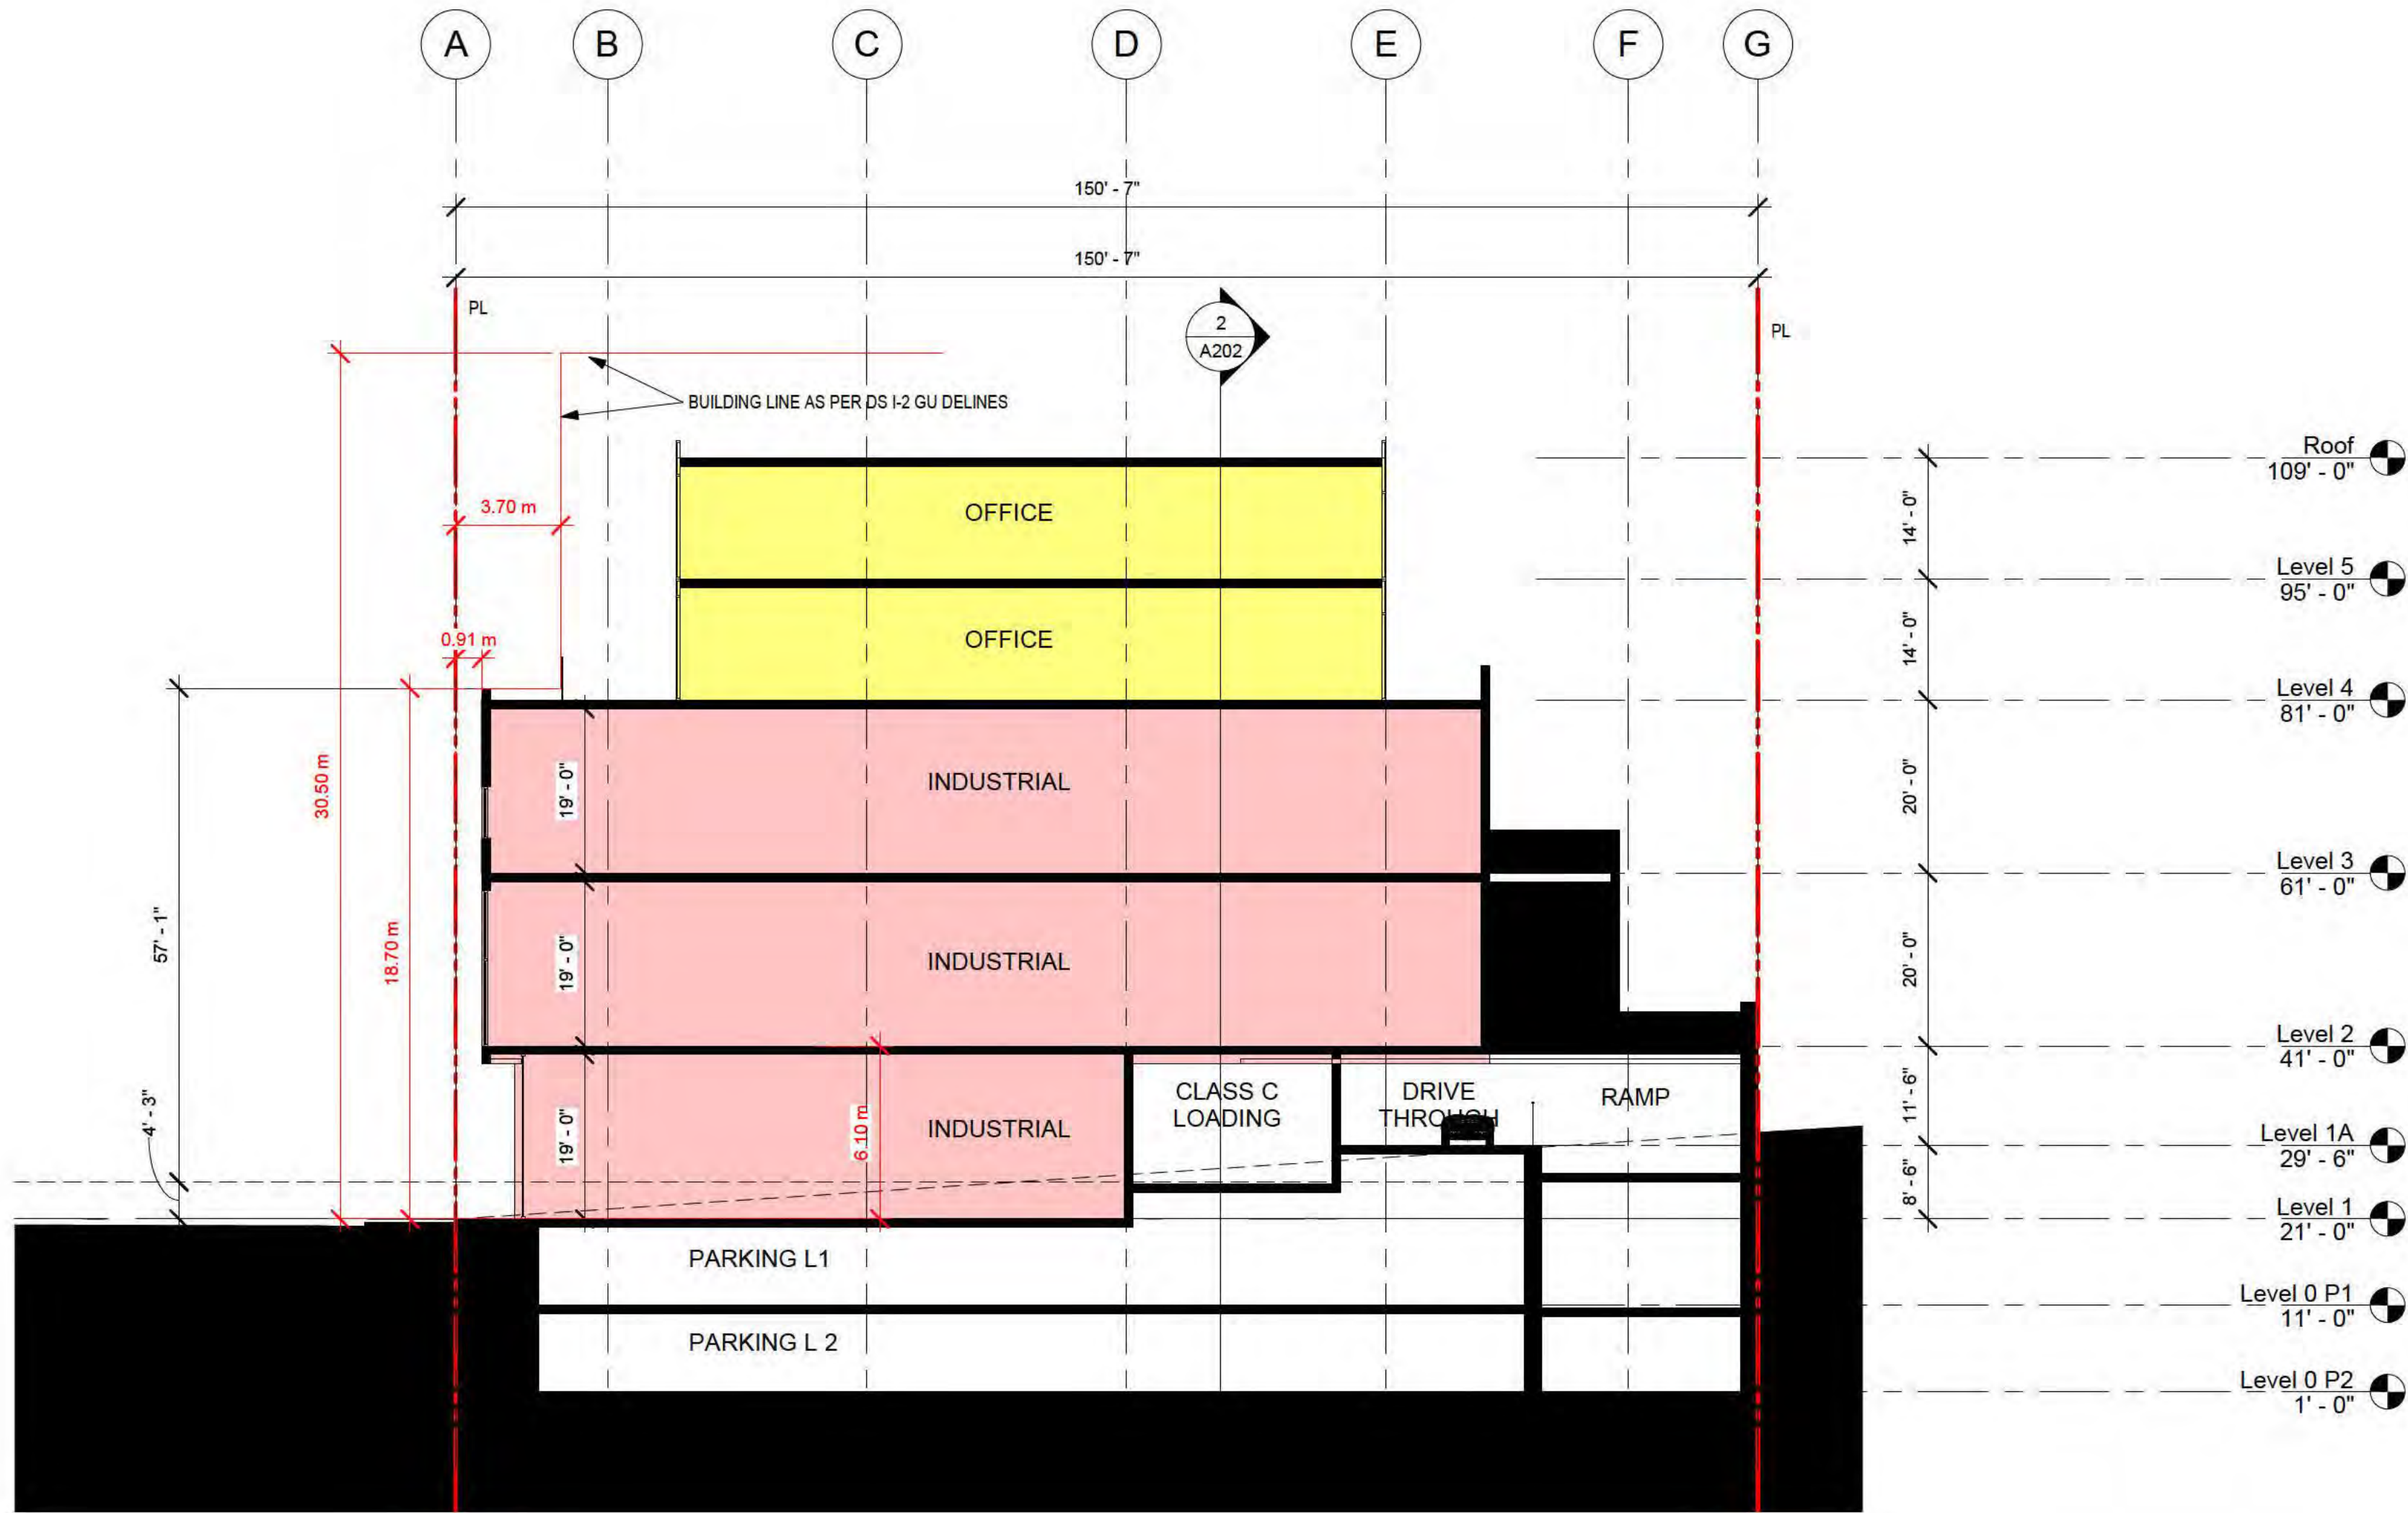 A B C D E F G
150' - 7"
150' - 7"
PL
2
A202
PL
BUILDING LINE AS PER DS I-2 GU DELINES
Roof
109' - 0"
3.70 m
OFFICE
14' - 0"
Level 5
95' - 0"
0.91 m
OFFICE
14' - 0"
Level 4
81' - 0"
30.50 m
19' - 0"
INDUSTRIAL
20' - 0"
Level 3
61' - 0"
57' - 1"
18.70 m
19' - 0"
INDUSTRIAL
20' - 0"
Level 2
41' - 0"
4' - 3"
19' - 0"
6.10 m
INDUSTRIAL
CLASS C
LOADING
DRIVE
THROUGH
RAMP
11' - 6"
Level 1A
29' - 6"
8' - 6"
Level 1
21' - 0"
PARKING L1
Level 0 P1
11' - 0"
PARKING L 2
Level 0 P2
1' - 0"